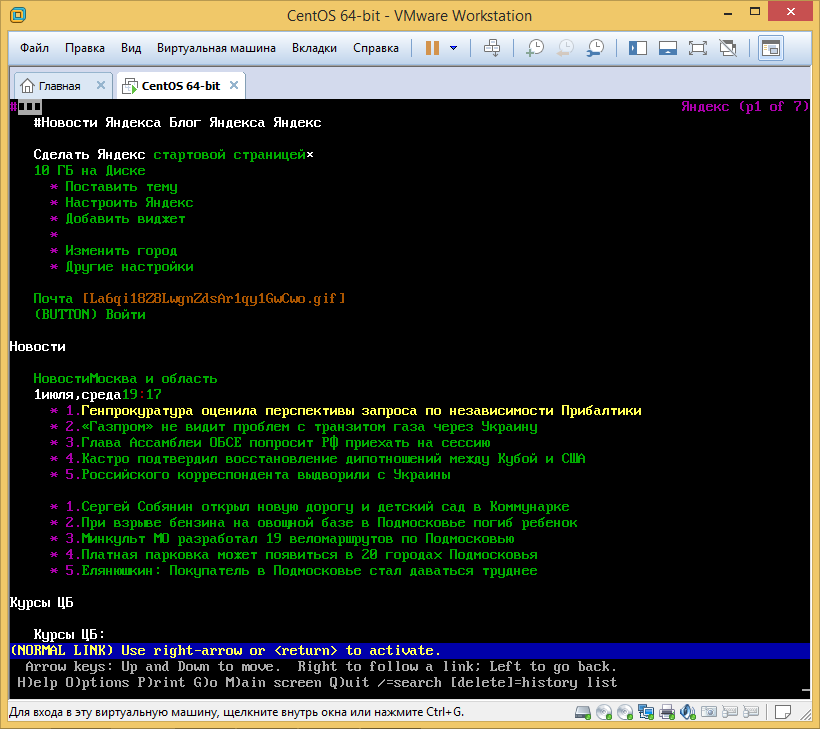 CentOS 64-bit - VMware Workstation
Файл Правка Вид Виртуальная машина Вкладки Справка
Главная CentOS 64-bit
# Яндекс (p1 of 7)
#Новости Яндекса Блог Яндекса Яндекс
Сделать Яндекс стартовой страницей×
10 ГБ на Диске
* Поставить тему
* Настроить Яндекс
* Добавить виджет
*
* Изменить город
* Другие настройки
Почта [La6qi18Z8LwgnZdsAr1qy1GwCwo.gif]
(BUTTON) Войти
Новости
НовостиМосква и область
1июля,среда19:17
* 1.Генпрокуратура оценила перспективы запроса по независимости Прибалтики
* 2.«Газпром» не видит проблем с транзитом газа через Украину
* 3.Глава Ассамблеи ОБСЕ попросит РФ приехать на сессию
* 4.Кастро подтвердил восстановление дипотношений между Кубой и США
* 5.Российского корреспондента выдворили с Украины
* 1.Сергей Собянин открыл новую дорогу и детский сад в Коммунарке
* 2.При взрыве бензина на овощной базе в Подмосковье погиб ребенок
* 3.Минкульт МО разработал 19 веломаршрутов по Подмосковью
* 4.Платная парковка может появиться в 20 городах Подмосковья
* 5.Елянюшкин: Покупатель в Подмосковье стал даваться труднее
Курсы ЦБ
Курсы ЦБ:
(NORMAL LINK) Use right-arrow or <return> to activate.
Arrow keys: Up and Down to move. Right to follow a link; Left to go back.
H)elp O)ptions P)rint G)o M)ain screen Q)uit /=search [delete]=history list
Для входа в эту виртуальную машину, щелкните внутрь окна или нажмите Ctrl+G.